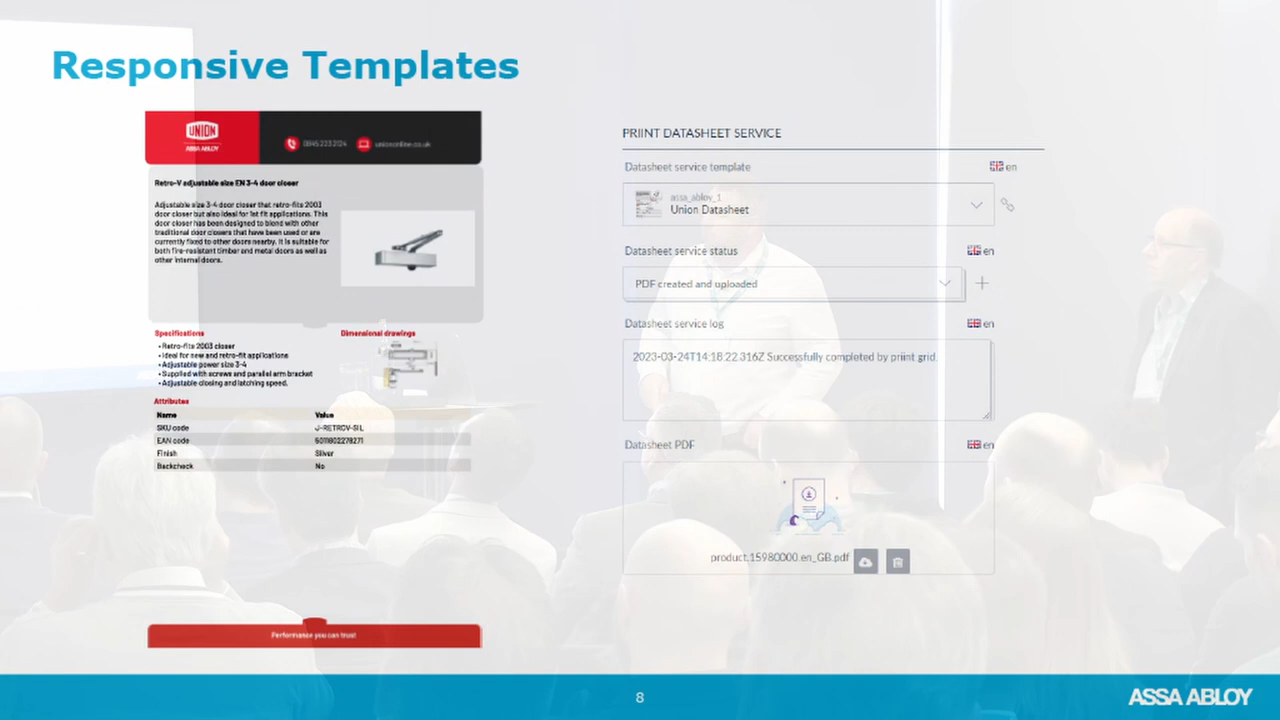 Responsive Templates
UNION
ASSA ABLOY
0845 223 2124
uniononline.co.uk
Retro-V adjustable size EN 3-4 door closer
Adjustable size 3-4 door closer that retro-fits 2003
door closer but also ideal for 1st fit applications. This
door closer has been designed to blend with other
traditional door closers that have been used or are
currently fixed to other doors nearby. It is suitable for
both fire-resistant timber and metal doors as well as
other internal doors.
Specifications
• Retro-fits 2003 closer
• Ideal for new and retro-fit applications
• Adjustable power size 3-4
• Supplied with screws and parallel arm bracket
• Adjustable closing and latching speed.
Dimensional drawings
Attributes
Name Value
SKU code J-RETROV-SIL
EAN code 5011802278271
Finish Silver
Backcheck No
Performance you can trust
PRIINT DATASHEET SERVICE
Datasheet service template en
assa_abloy_1
Union Datasheet
Datasheet service status en
PDF created and uploaded
Datasheet service log en
2023-03-24T14:18:22.316Z Successfully completed by priint grid.
Datasheet PDF en
product.15980000.en_GB.pdf
8
ASSA ABLOY